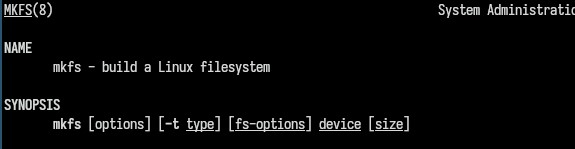 MKFS(8) System Administratio
NAME
mkfs - build a Linux filesystem
SYNOPSIS
mkfs [options] [-t type] [fs-options] device [size]